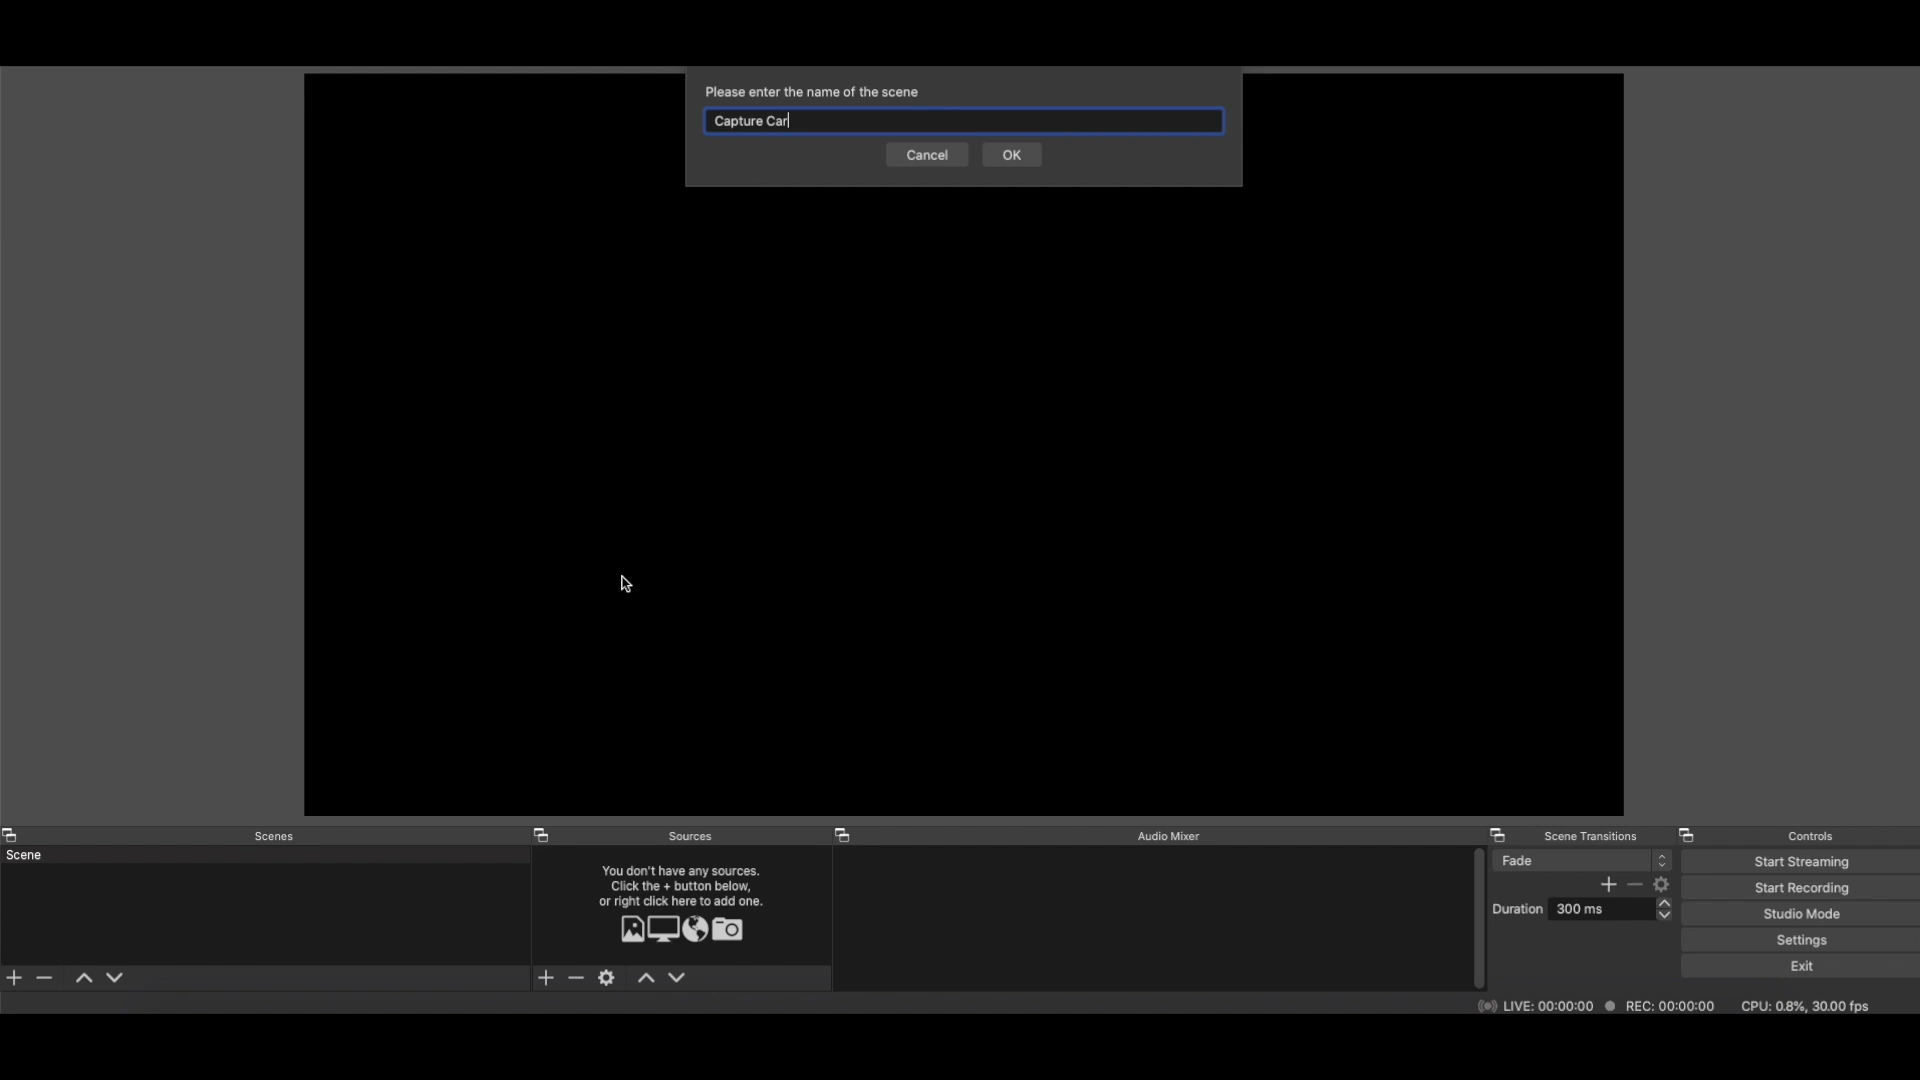 Please enter the name of the scene
Capture Car
Cancel OK
Scenes
Scene
Sources
You don't have any sources.
Click the + button below,
or right click here to add one.
Audio Mixer
Scene Transitions
Fade
Duration 300 ms
Controls
Start Streaming
Start Recording
Studio Mode
Settings
Exit
LIVE: 00:00:00 REC: 00:00:00 CPU: 0.8%, 30.00 fps